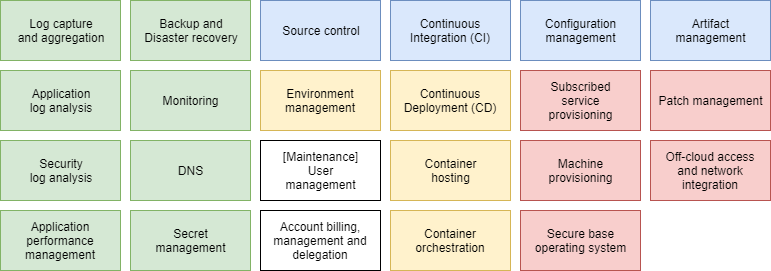 Log capture
and aggregation
Backup and
Disaster recovery
Source control
Continuous
Integration (CI)
Configuration
management
Artifact
management
Application
log analysis
Monitoring
Environment
management
Continuous
Deployment (CD)
Subscribed
service
provisioning
Patch management
Security
log analysis
DNS
[Maintenance]
User
management
Container
hosting
Machine
provisioning
Off-cloud access
and network
integration
Application
performance
management
Secret
management
Account billing,
management and
delegation
Container
orchestration
Secure base
operating system